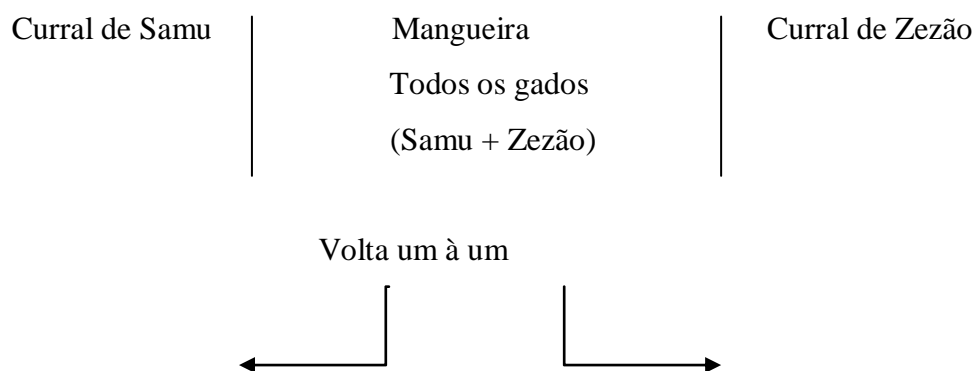 Curral de Samu Mangueira Curral de Zezão
Todos os gados
(Samu + Zezão)
Volta um à um